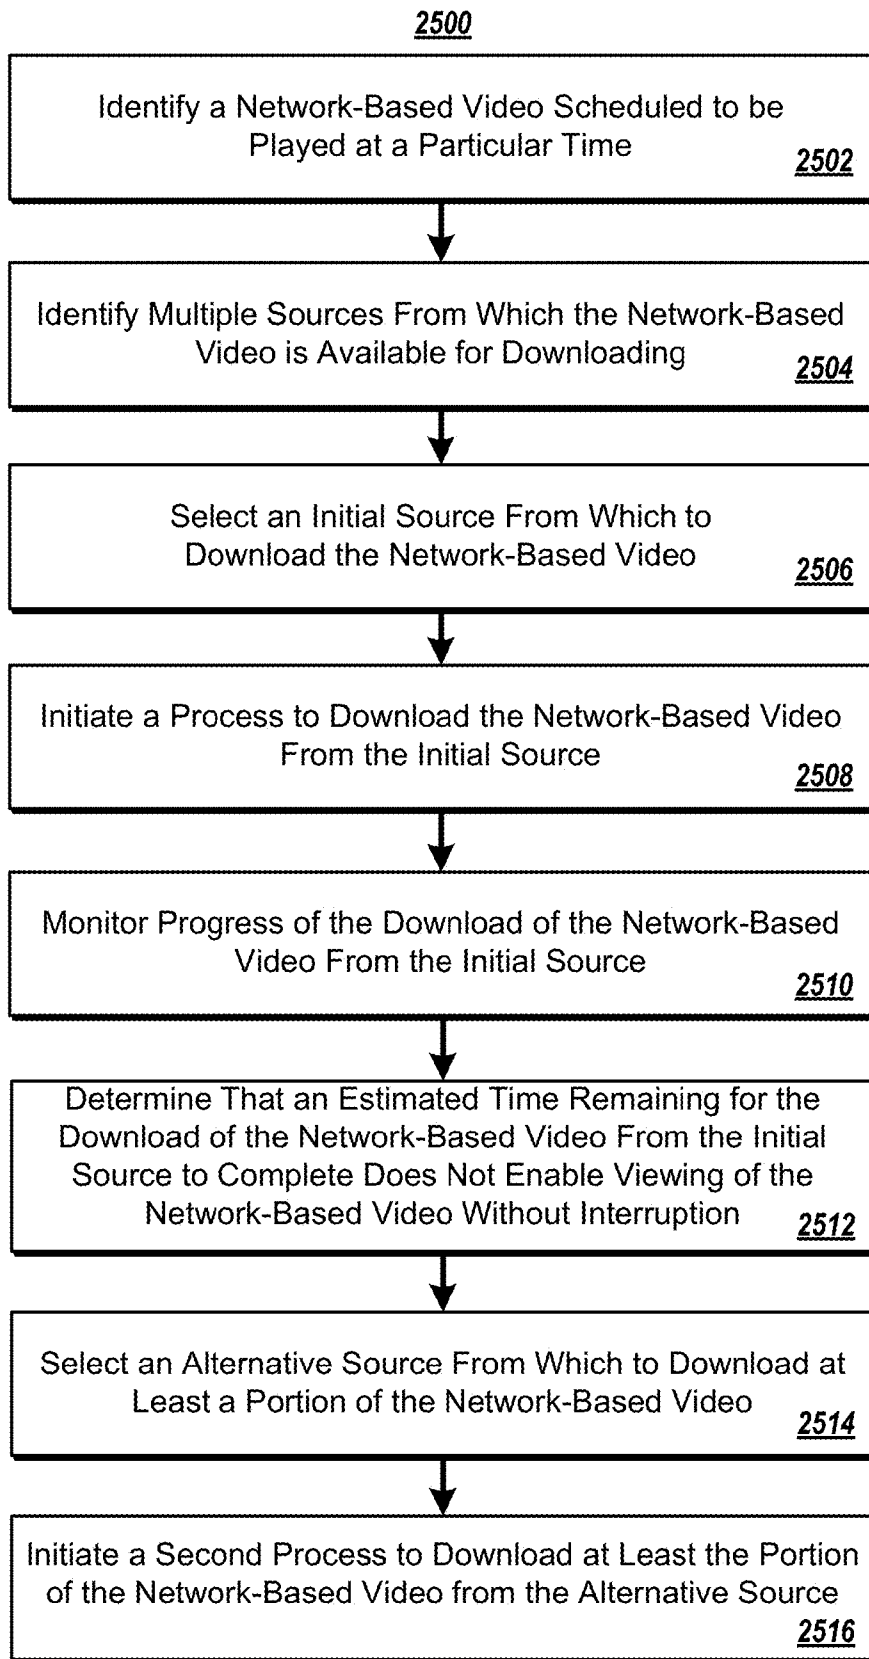 2500
Identify a Network-Based Video Scheduled to be
Played at a Particular Time
2502
Identify Multiple Sources From Which the Network-Based
Video is Available for Downloading
2504
Select an Initial Source From Which to
Download the Network-Based Video
2506
Initiate a Process to Download the Network-Based Video
From the Initial Source
2508
Monitor Progress of the Download of the Network-Based
Video From the Initial Source
2510
Determine That an Estimated Time Remaining for the
Download of the Network-Based Video From the Initial
Source to Complete Does Not Enable Viewing of the
Network-Based Video Without Interruption
2512
Select an Alternative Source From Which to Download at
Least a Portion of the Network-Based Video
2514
Initiate a Second Process to Download at Least the Portion
of the Network-Based Video from the Alternative Source
2516